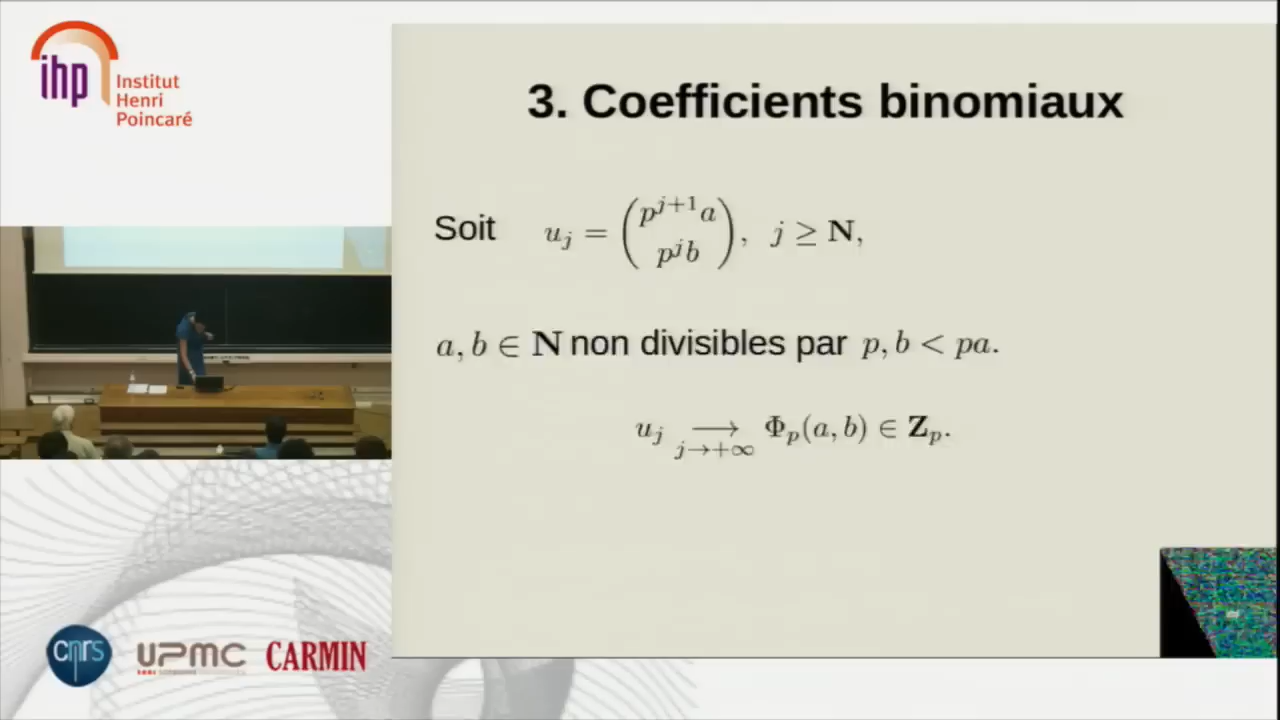 ihp Institut
Henri
Poincaré
3. Coefficients binomiaux
Soit $u_j = \binom{p^{j+1}a}{p^j b}, \ j \geq \mathbf{N},$
$a, b \in \mathbf{N}$ non divisibles par $p, b < pa.$
$u_j \underset{j \to +\infty}{\longrightarrow} \Phi_p(a, b) \in \mathbf{Z}_p.$
cnrs UPMC CARMIN